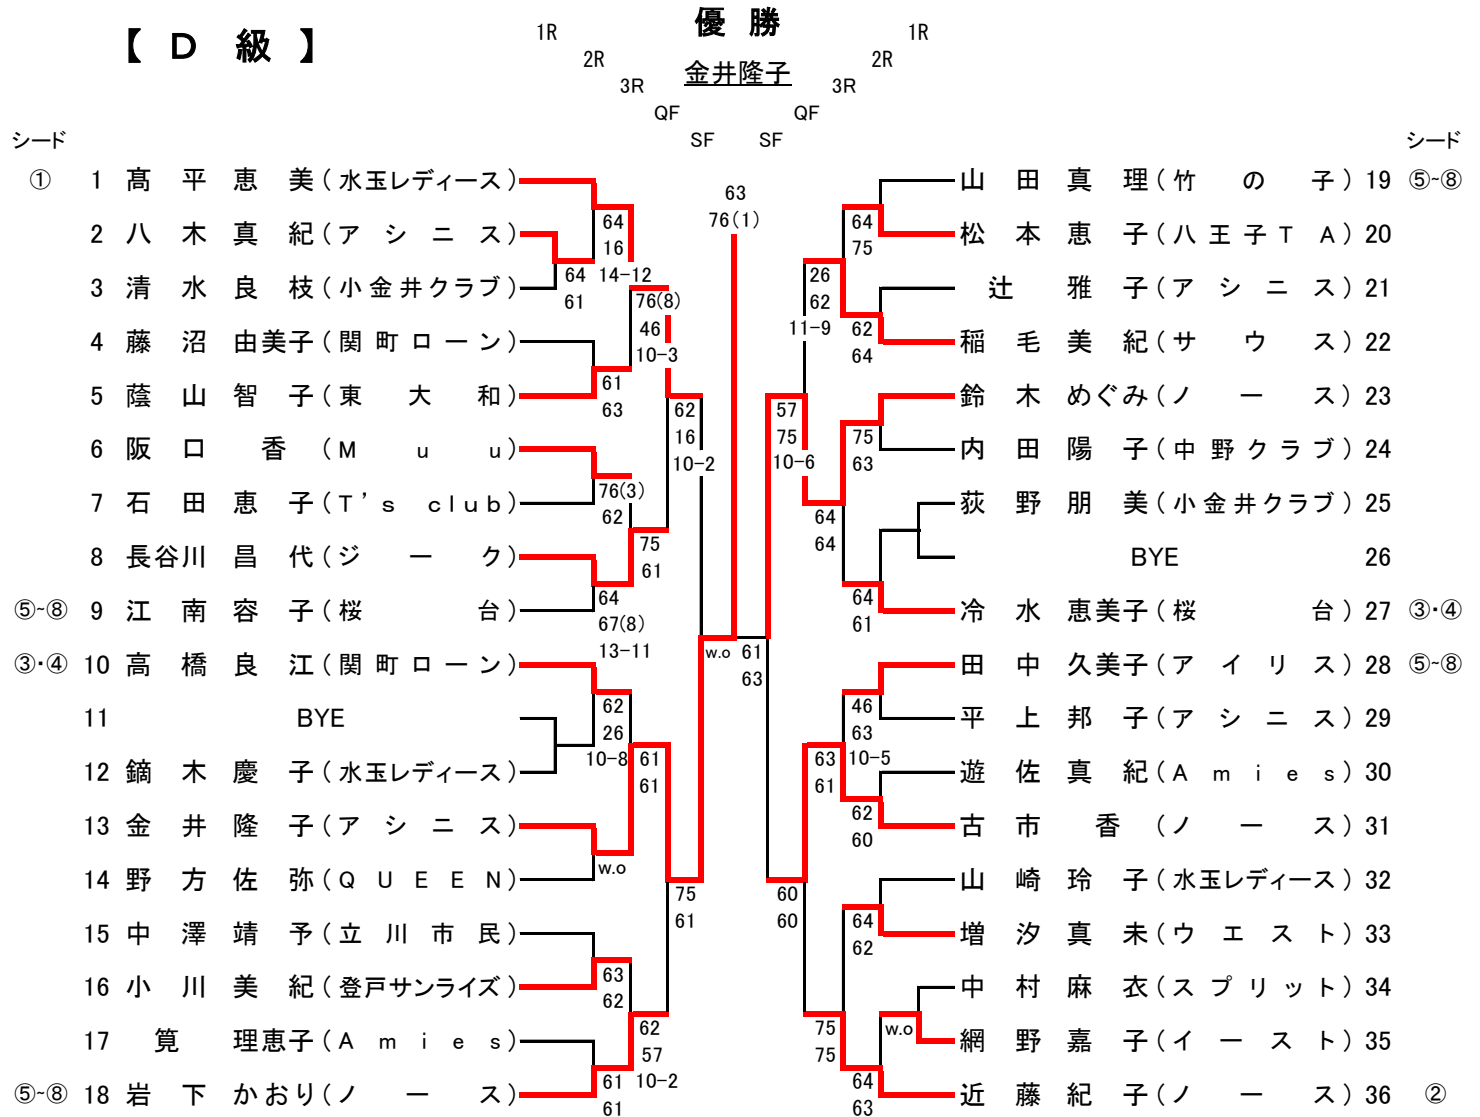 【 D 級 】
優 勝
金井隆子
1R 1R
2R 2R
3R 3R
QF QF
SF SF
シード シード
① 1 髙平恵美(水玉レディース)
2 八木真紀(アシニス)
3 清水良枝(小金井クラブ)
4 藤沼由美子(関町ローン)
5 蔭山智子(東大和)
6 阪口香(Muu)
7 石田恵子(T's club)
8 長谷川昌代(ジーク)
⑤~⑧ 9 江南容子(桜台)
③・④ 10 高橋良江(関町ローン)
11 BYE
12 鏑木慶子(水玉レディース)
13 金井隆子(アシニス)
14 野方佐弥(QUEEN)
15 中澤靖予(立川市民)
16 小川美紀(登戸サンライズ)
17 筧理恵子(Amies)
⑤~⑧ 18 岩下かおり(ノース)
64
61
64
16
14-12
61
63
76(8)
46
10-3
76(3)
62
64
67(8)
13-11
75
61
62
16
10-2
62
26
10-8
w.o
61
61
63
62
61
61
62
57
10-2
75
61
w.o
63
76(1)
61
63
山田真理(竹の子) 19 ⑤~⑧
松本恵子(八王子TA) 20
辻雅子(アシニス) 21
稲毛美紀(サウス) 22
鈴木めぐみ(ノース) 23
内田陽子(中野クラブ) 24
荻野朋美(小金井クラブ) 25
BYE 26
冷水恵美子(桜台) 27 ③・④
田中久美子(アイリス) 28 ⑤~⑧
平上邦子(アシニス) 29
遊佐真紀(Amies) 30
古市香(ノース) 31
山崎玲子(水玉レディース) 32
増汐真未(ウエスト) 33
中村麻衣(スプリット) 34
網野嘉子(イースト) 35
近藤紀子(ノース) 36 ②
64
75
62
64
26
62
11-9
75
63
64
61
64
64
57
75
10-6
46
63
10-5
62
60
63
61
64
62
w.o
64
63
75
75
60
60